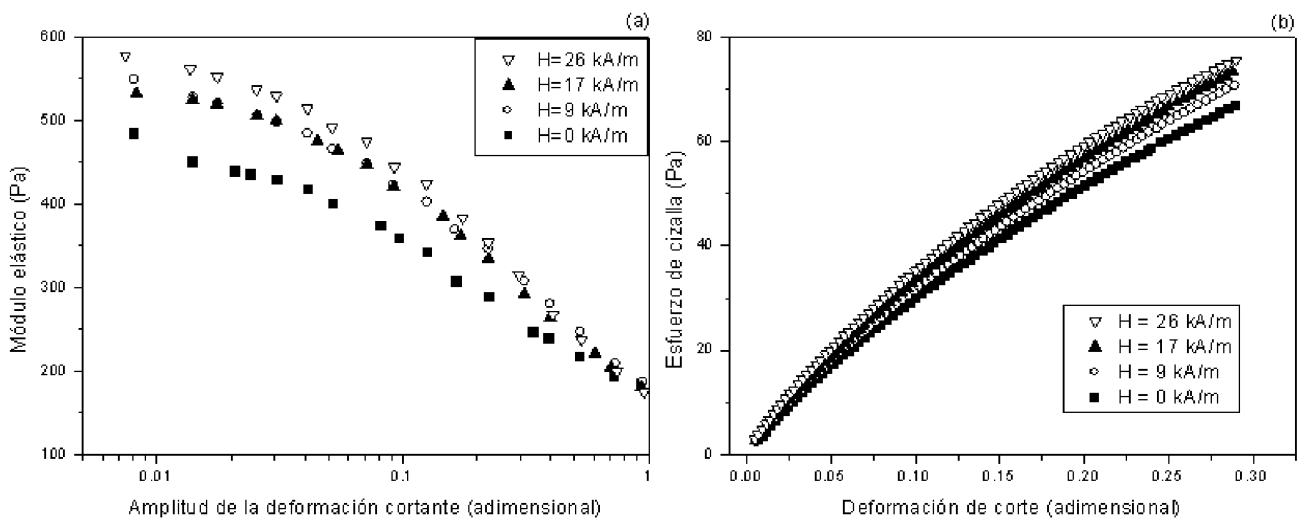 (a)
600
500
400
300
200
100
Módulo elástico (Pa)
H=26 kA/m
H=17 kA/m
H=9 kA/m
H=0 kA/m
0.01
0.1
1
Amplitud de la deformación cortante (adimensional)
(b)
80
60
40
20
0
Esfuerzo de cizalla (Pa)
H = 26 kA/m
H = 17 kA/m
H = 9 kA/m
H = 0 kA/m
0.00
0.05
0.10
0.15
0.20
0.25
0.30
Deformación de corte (adimensional)